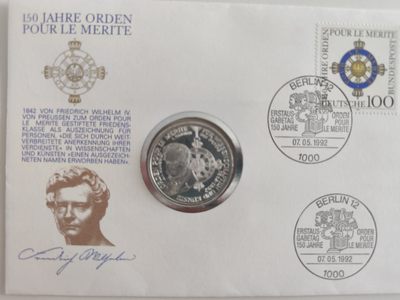 150 JAHRE ORDEN
POUR LE MERITE
1842 VON FRIEDRICH WILHELM IV.
VON PREUSSEN ZUM ORDEN POUR
LE MERITE GESTIFTETE FRIEDENS-
KLASSE ALS AUSZEICHNUNG FÜR
PERSONEN, «DIE SICH DURCH WEIT-
VERBREITETE ANERKENNUNG IHRER
VERDIENSTE» IN WISSENSCHAFTEN
UND KÜNSTEN «EINEN AUSGEZEICH-
NETEN NAMEN ERWORBEN HABEN».
150 JAHRE ORDEN POUR LE MERITE
DEUTSCHE BUNDESPOST
100
BERLIN 12
ERSTAUS- ORDEN
GABETAG POUR
150 JAHRE LE MERITE
07.05.1992
1000
BERLIN 12
ERSTAUS- ORDEN
GABETAG POUR
150 JAHRE LE MERITE
07.05.1992
1000